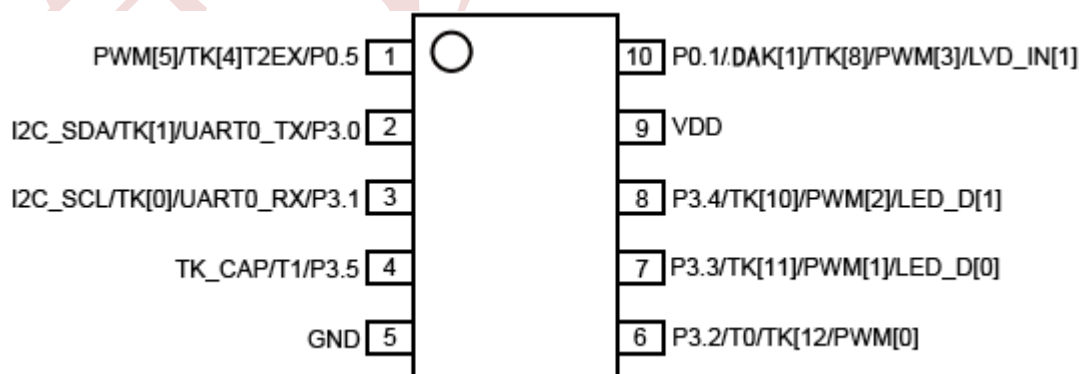 PWM[5]/TK[4]T2EX/P0.5 1
10 P0.1/.DAK[1]/TK[8]/PWM[3]/LVD_IN[1]
I2C_SDA/TK[1]/UART0_TX/P3.0 2
9 VDD
I2C_SCL/TK[0]/UART0_RX/P3.1 3
8 P3.4/TK[10]/PWM[2]/LED_D[1]
TK_CAP/T1/P3.5 4
7 P3.3/TK[11]/PWM[1]/LED_D[0]
GND 5
6 P3.2/T0/TK[12/PWM[0]